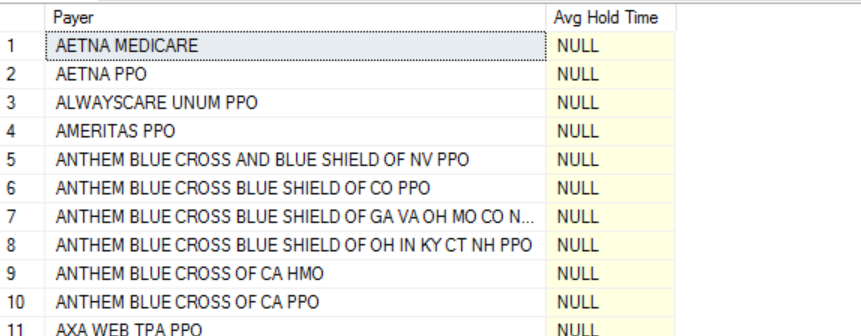 Payer Avg Hold Time
1 AETNA MEDICARE NULL
2 AETNA PPO NULL
3 ALWAYSCARE UNUM PPO NULL
4 AMERITAS PPO NULL
5 ANTHEM BLUE CROSS AND BLUE SHIELD OF NV PPO NULL
6 ANTHEM BLUE CROSS BLUE SHIELD OF CO PPO NULL
7 ANTHEM BLUE CROSS BLUE SHIELD OF GA VA OH MO CO N... NULL
8 ANTHEM BLUE CROSS BLUE SHIELD OF OH IN KY CT NH PPO NULL
9 ANTHEM BLUE CROSS OF CA HMO NULL
10 ANTHEM BLUE CROSS OF CA PPO NULL
11 AXA WEB TPA PPO NULL